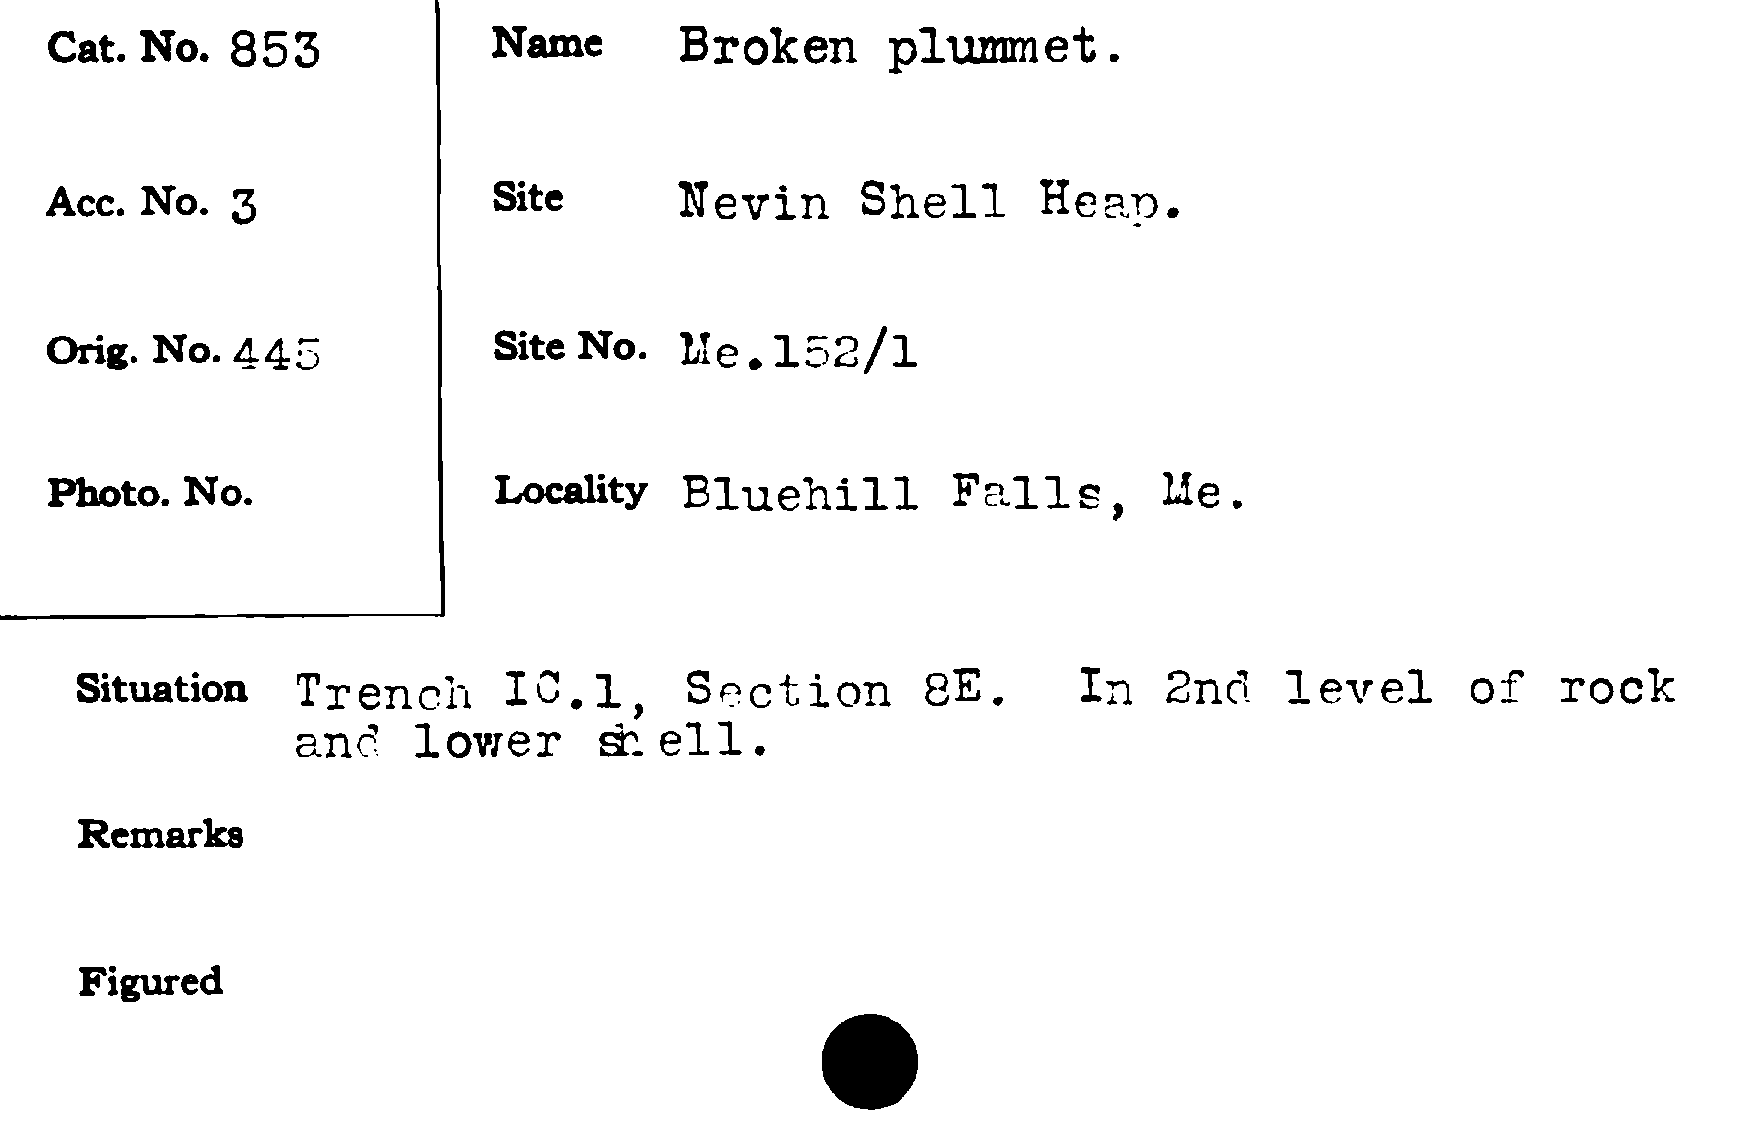 Cat. No. 853
Name Broken plummet.
Acc. No. 3
Site Nevin Shell Heap.
Orig. No. 445
Site No. Me.152/1
Photo. No.
Locality Bluehill Falls, Me.
Situation Trench IC.1, Section 8E. In 2nd level of rock
and lower shell.
Remarks
Figured